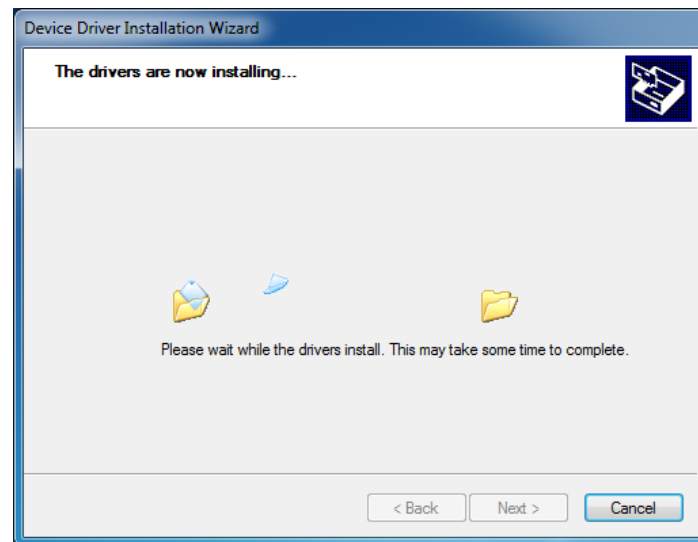 Device Driver Installation Wizard
The drivers are now installing...
Please wait while the drivers install. This may take some time to complete.
< Back Next > Cancel